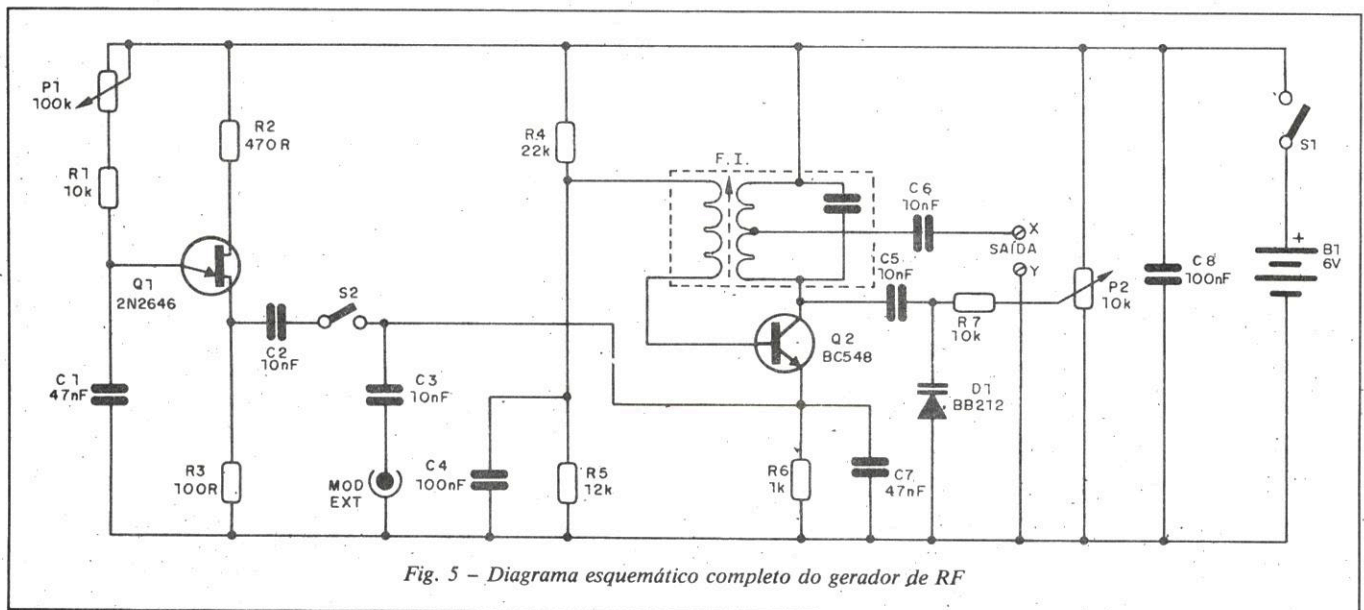 P1
100k
R1
10k
C1
47nF
Q1
2N2646
R2
470R
R3
100R
C2
10nF
S2
C3
10nF
MOD
EXT
C4
100nF
R4
22k
R5
12k
F.I.
C6
10nF
X
SAÍDA
Y
C5
10nF
Q2
BC548
R7
10k
D1
BB212
R6
1k
C7
47nF
P2
10k
C8
100nF
S1
+
B1
6V
Fig. 5 – Diagrama esquemático completo do gerador de RF